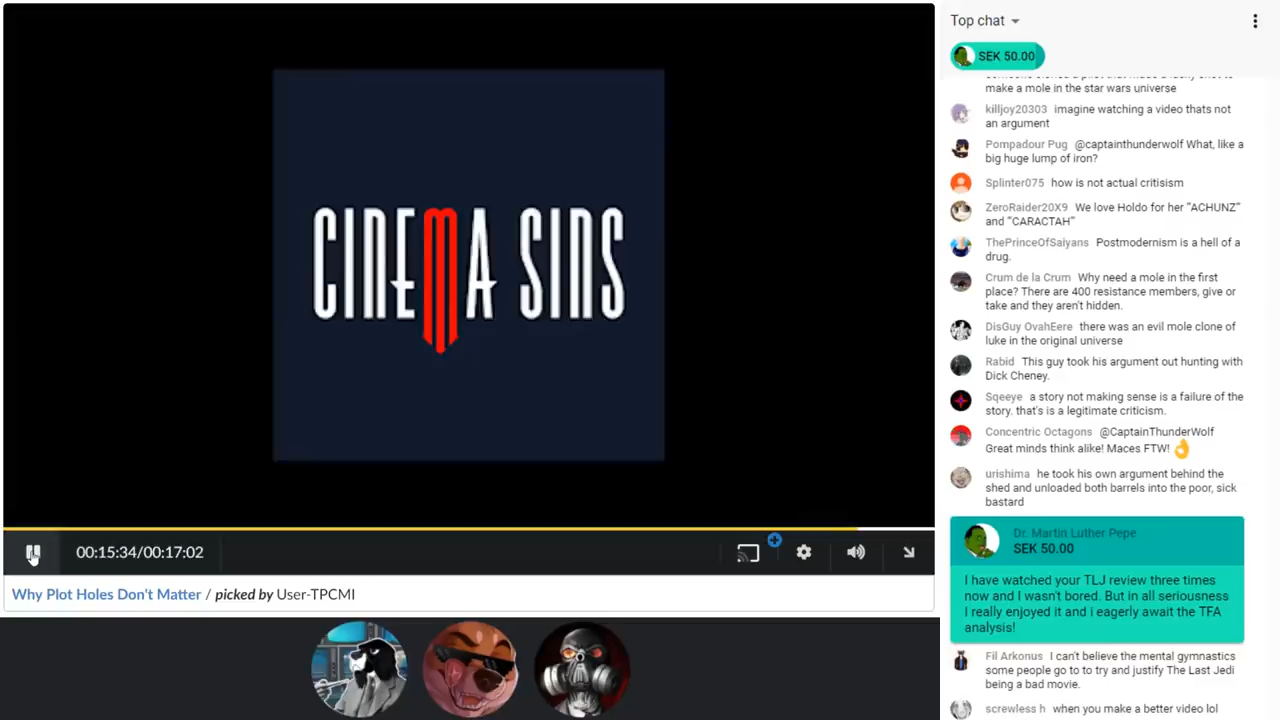 CINEMA SINS
00:15:34/00:17:02
Why Plot Holes Don't Matter / picked by User-TPCMI
Top chat
SEK 50.00
make a mole in the star wars universe
killjoy20303 imagine watching a video thats not
an argument
Pompadour Pug @captainthunderwolf What, like a
big huge lump of iron?
Splinter075 how is not actual critisism
ZeroRaider20X9 We love Holdo for her "ACHUNZ"
and "CARACTAH"
ThePrinceOfSaiyans Postmodernism is a hell of a
drug.
Crum de la Crum Why need a mole in the first
place? There are 400 resistance members, give or
take and they aren't hidden.
DisGuy OvahEere there was an evil mole clone of
luke in the original universe
Rabid This guy took his argument out hunting with
Dick Cheney.
Sqeeye a story not making sense is a failure of the
story. that's is a legitimate criticism.
Concentric Octagons @CaptainThunderWolf
Great minds think alike! Maces FTW! 👌
urishima he took his own argument behind the
shed and unloaded both barrels into the poor, sick
bastard
Dr. Martin Luther Pepe
SEK 50.00
I have watched your TLJ review three times
now and I wasn't bored. But in all seriousness
I really enjoyed it and i eagerly await the TFA
analysis!
Fil Arkonus I can't believe the mental gymnastics
some people go to to try and justify The Last Jedi
being a bad movie.
screwless h when you make a better video lol